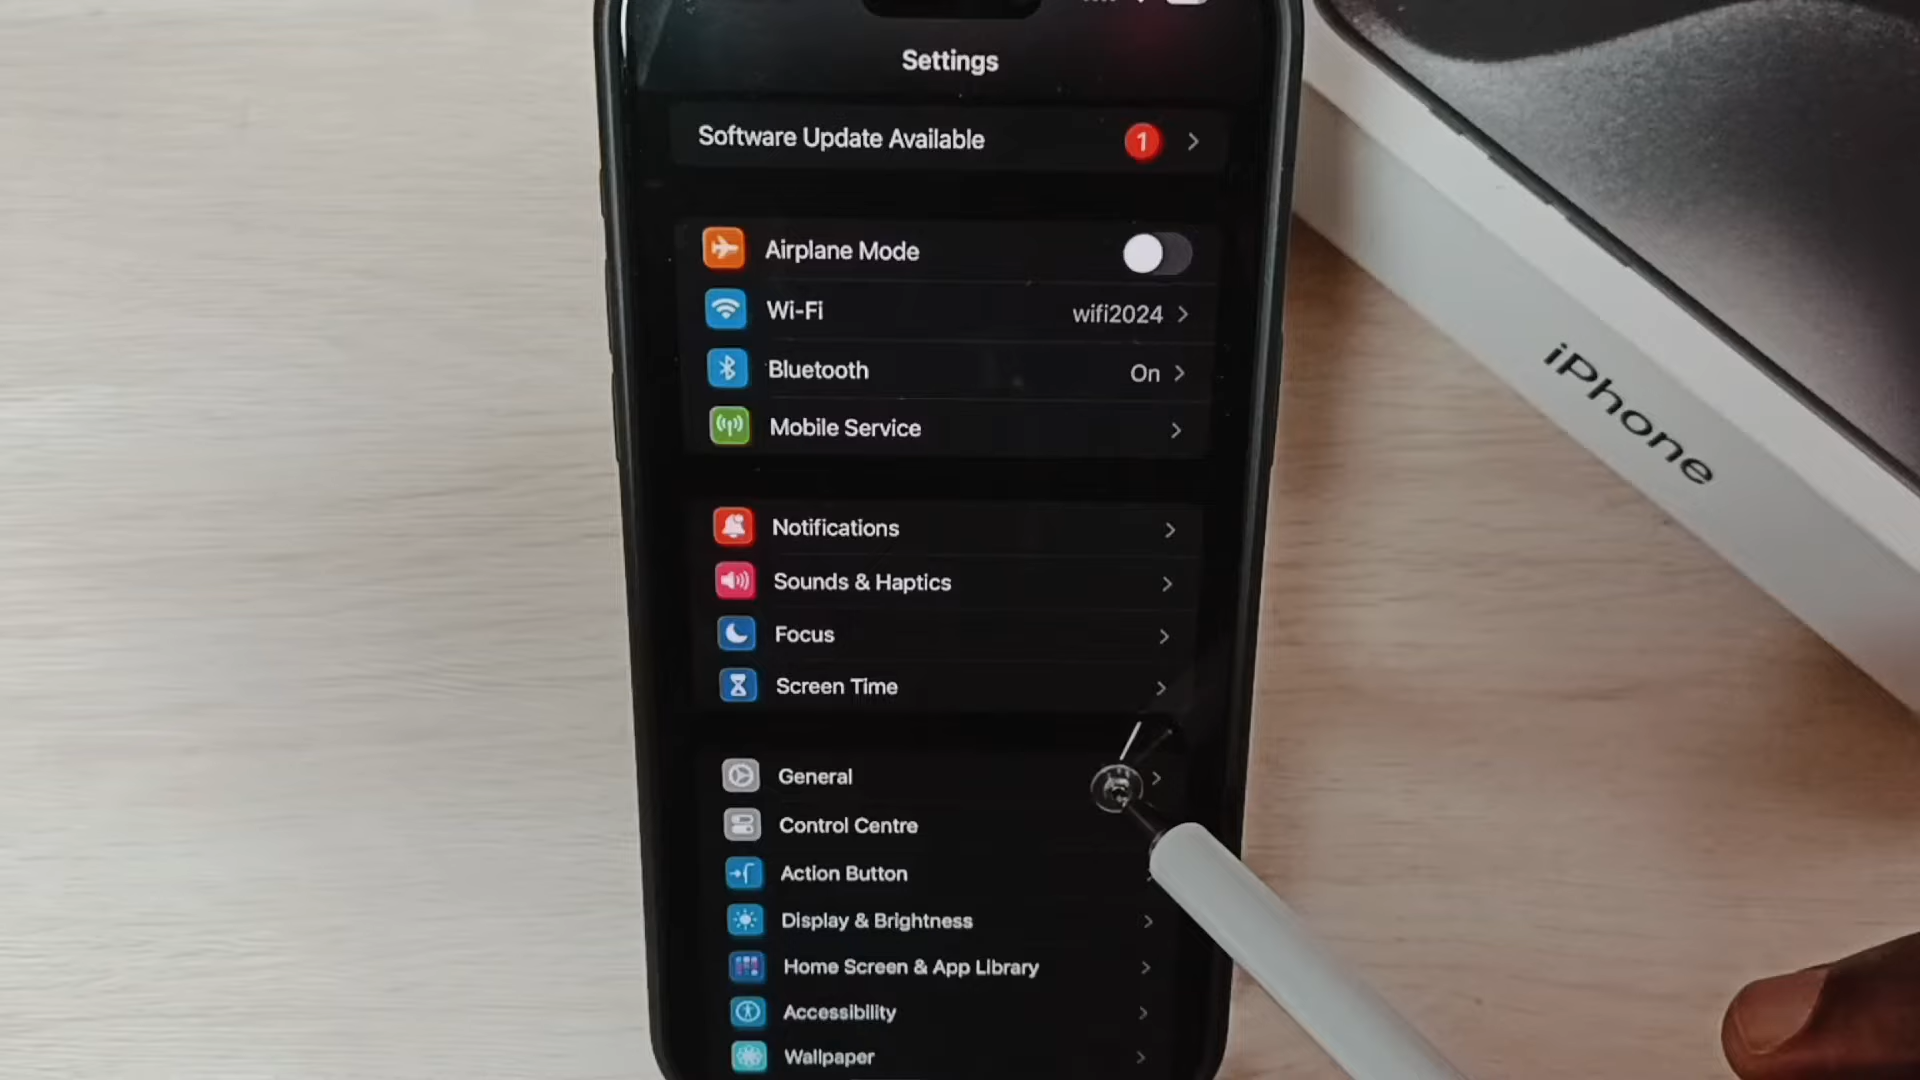 Settings
Software Update Available 1
Airplane Mode
Wi-Fi wifi2024
Bluetooth On
Mobile Service
Notifications
Sounds & Haptics
Focus
Screen Time
General
Control Centre
Action Button
Display & Brightness
Home Screen & App Library
Accessibility
Wallpaper
iPhone